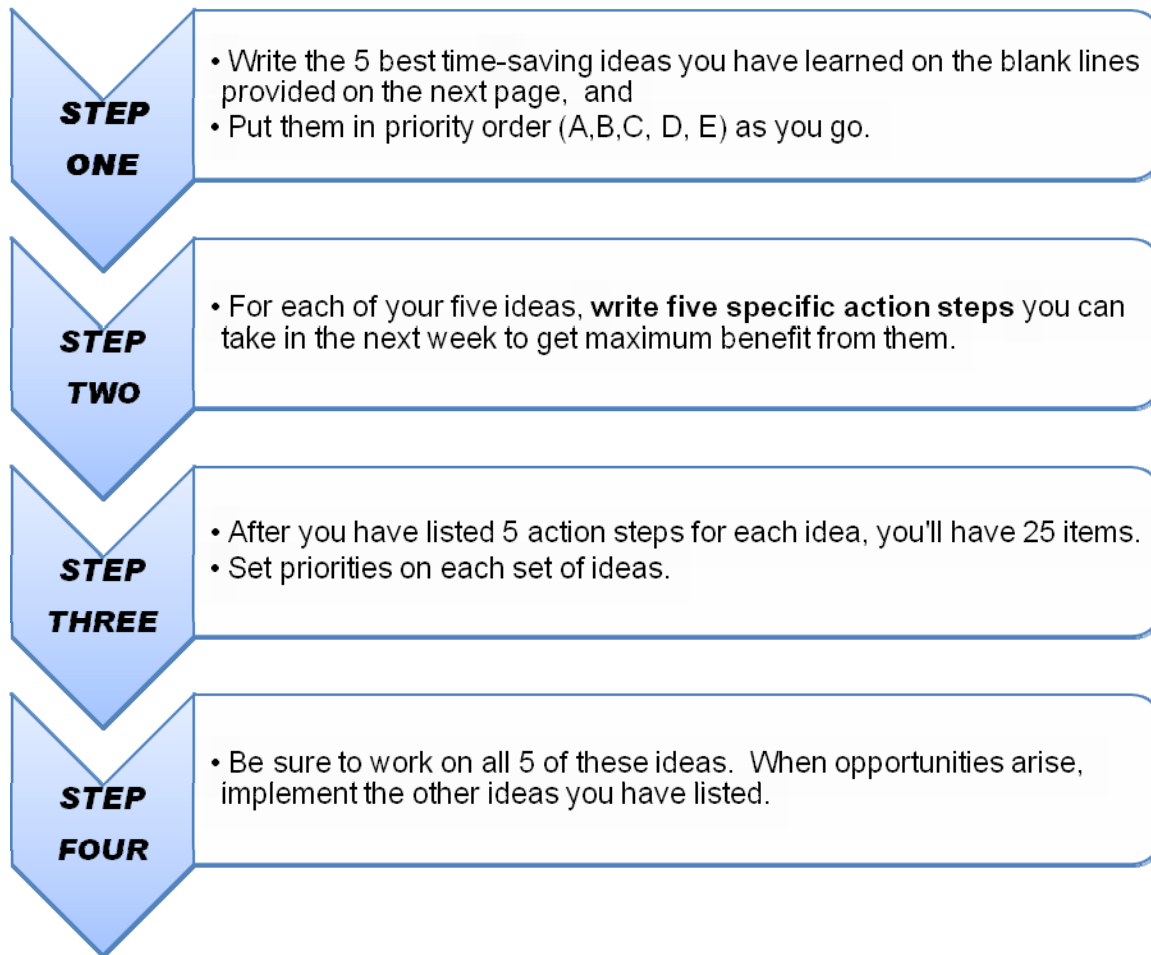 STEP
ONE
• Write the 5 best time-saving ideas you have learned on the blank lines
provided on the next page,  and
• Put them in priority order (A,B,C, D, E) as you go.
STEP
TWO
• For each of your five ideas, write five specific action steps you can
take in the next week to get maximum benefit from them.
STEP
THREE
• After you have listed 5 action steps for each idea, you'll have 25 items.
• Set priorities on each set of ideas.
STEP
FOUR
• Be sure to work on all 5 of these ideas.  When opportunities arise,
implement the other ideas you have listed.